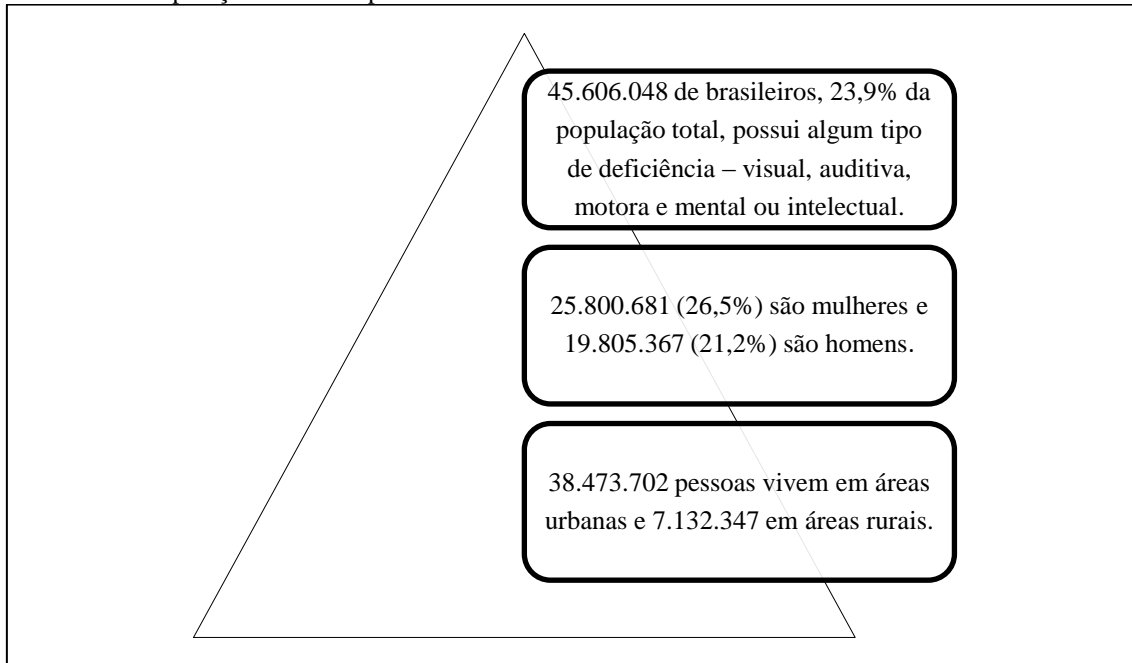 45.606.048 de brasileiros, 23,9% da
população total, possui algum tipo
de deficiência – visual, auditiva,
motora e mental ou intelectual.
25.800.681 (26,5%) são mulheres e
19.805.367 (21,2%) são homens.
38.473.702 pessoas vivem em áreas
urbanas e 7.132.347 em áreas rurais.